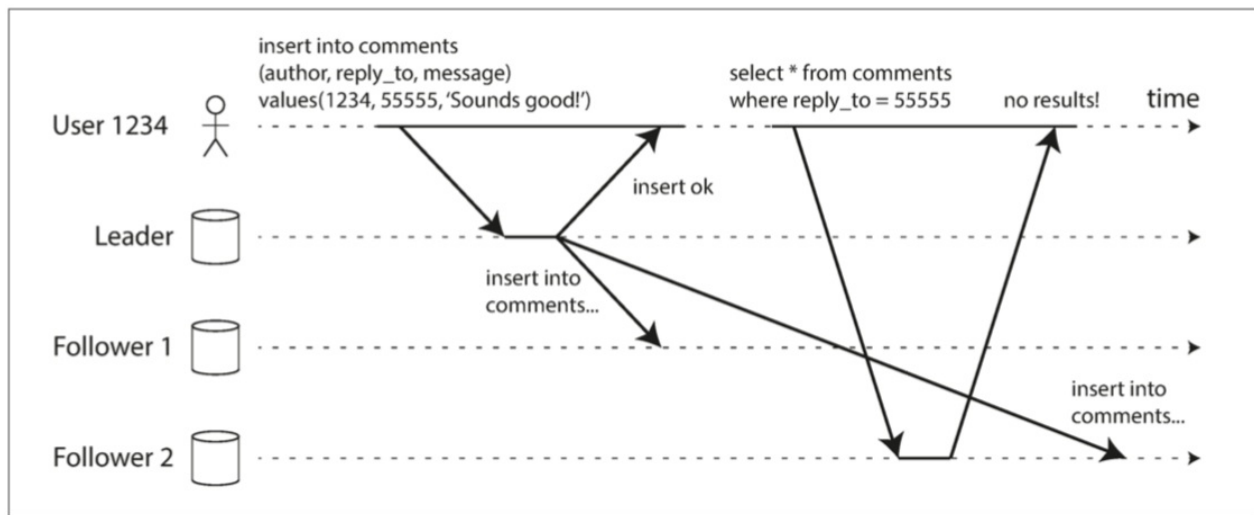 insert into comments
(author, reply_to, message)
values(1234, 55555, ‘Sounds good!’)
select * from comments
where reply_to = 55555
no results!
time
User 1234
insert ok
Leader
insert into
comments...
Follower 1
insert into
comments...
Follower 2